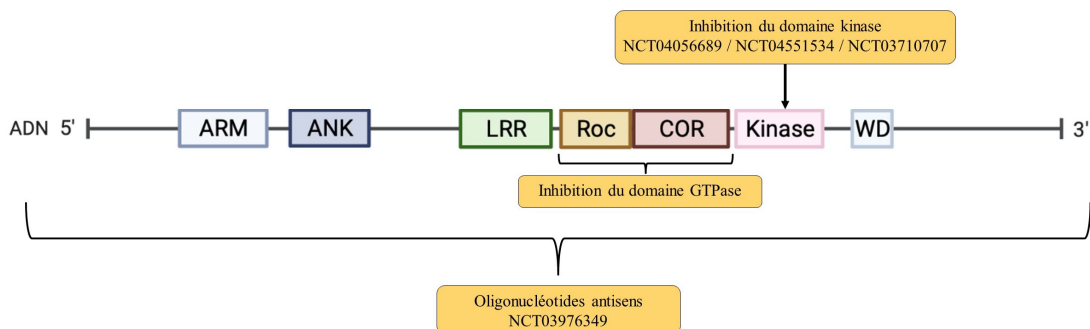 Inhibition du domaine kinase
NCT04056689 / NCT04551534 / NCT03710707
ADN 5' ARM ANK LRR Roc COR Kinase WD 3'
Inhibition du domaine GTPase
Oligonucléotides antisens
NCT03976349